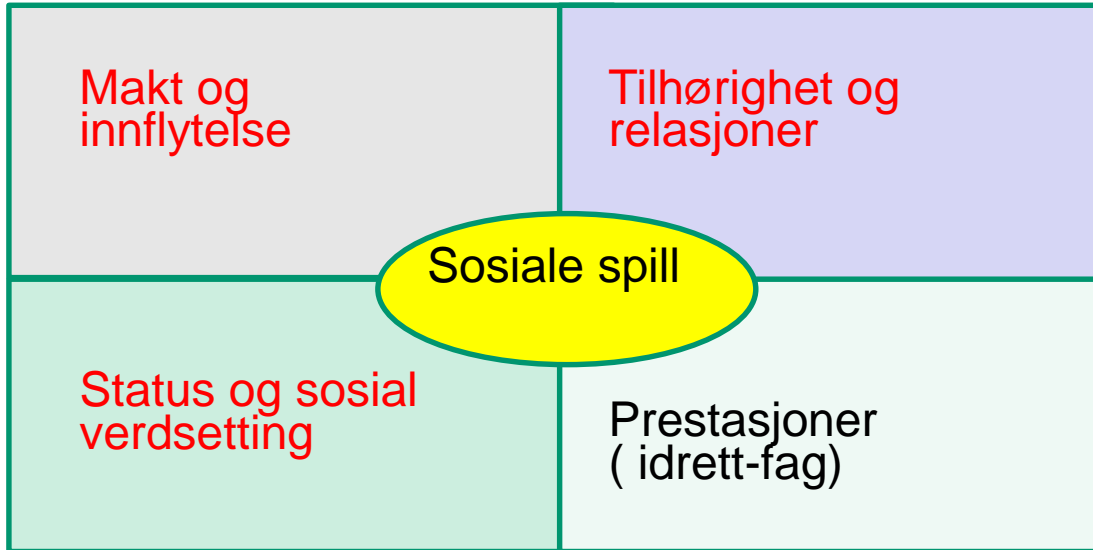 Makt og
innflytelse
Tilhørighet og
relasjoner
Sosiale spill
Status og sosial
verdsetting
Prestasjoner
( idrett-fag)